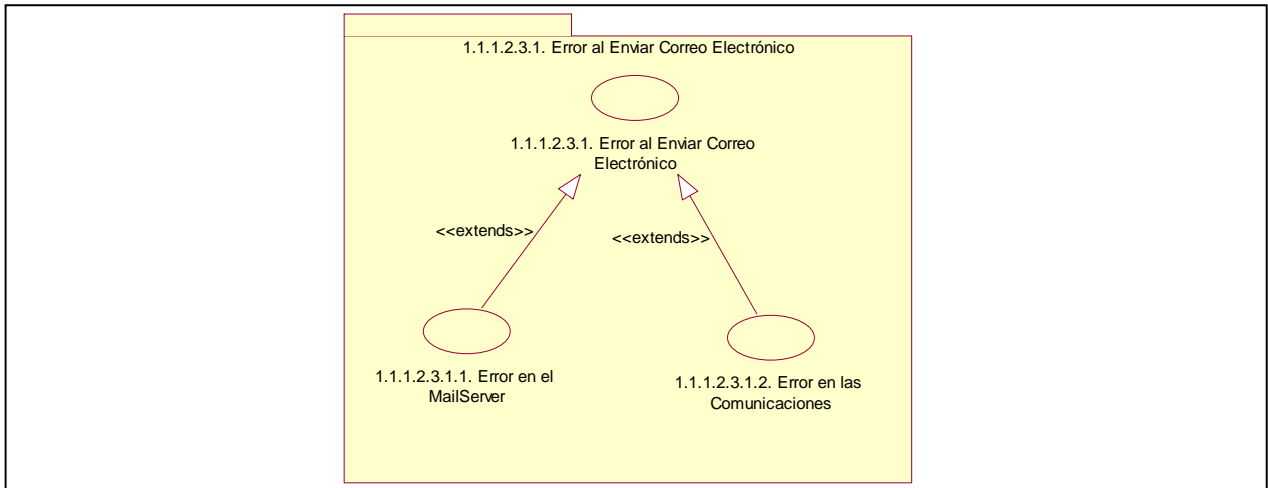 1.1.1.2.3.1. Error al Enviar Correo Electrónico
1.1.1.2.3.1. Error al Enviar Correo
Electrónico
<<extends>>
<<extends>>
1.1.1.2.3.1.1. Error en el
MailServer
1.1.1.2.3.1.2. Error en las
Comunicaciones